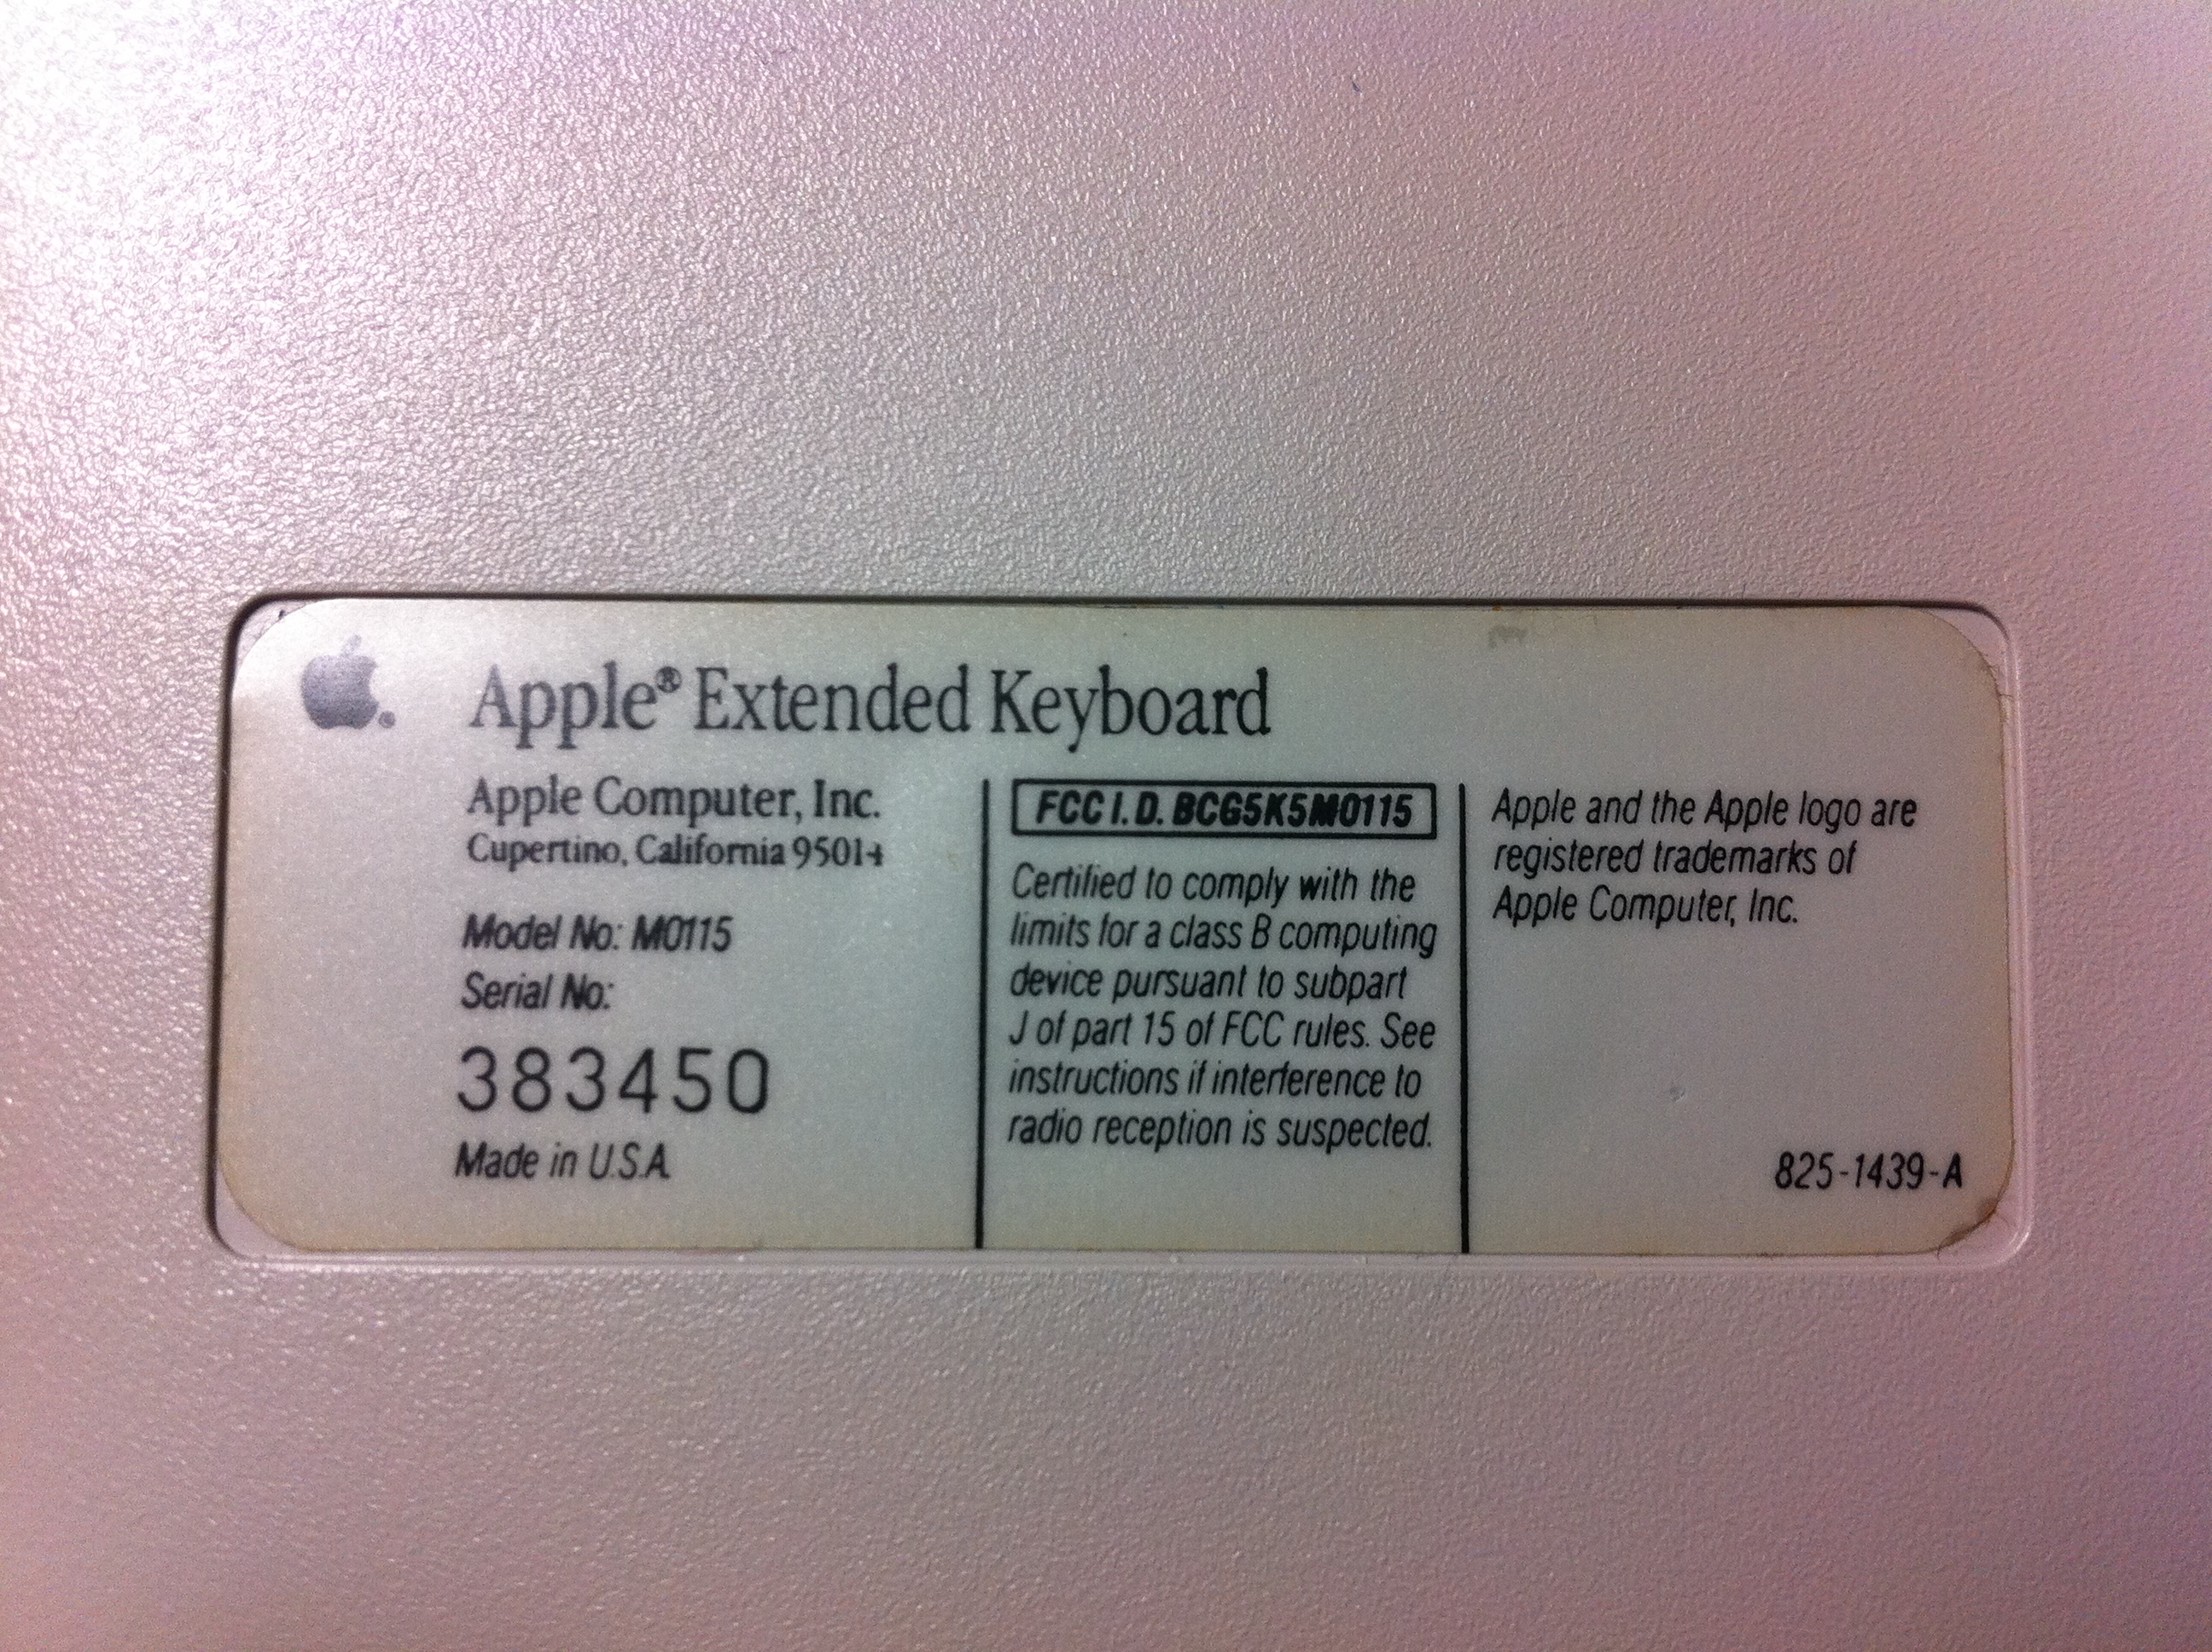 Apple® Extended Keyboard
Apple Computer, Inc.
Cupertino, California 95014
Model No: M0115
Serial No:
383450
Made in U.S.A.
FCC I.D. BCG5K5M0115
Certified to comply with the
limits for a class B computing
device pursuant to subpart
J of part 15 of FCC rules. See
instructions if interference to
radio reception is suspected.
Apple and the Apple logo are
registered trademarks of
Apple Computer, Inc.
825-1439-A